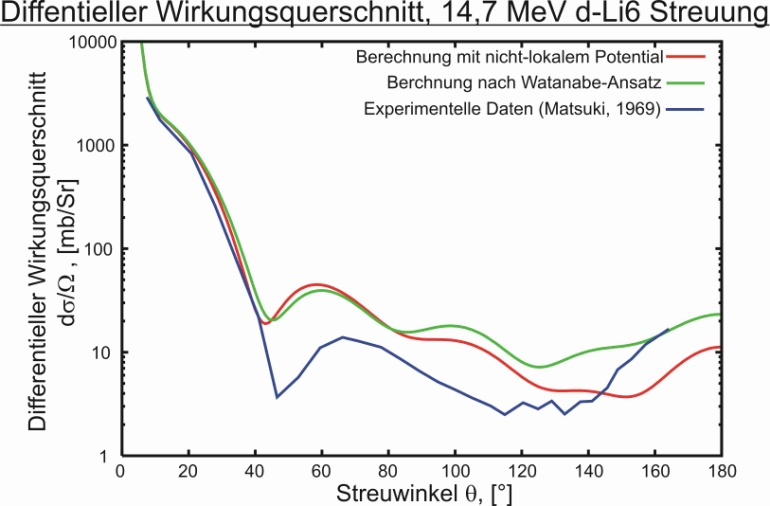 Diffentieller Wirkungsquerschnitt, 14,7 MeV d-Li6 Streuung
Berechnung mit nicht-lokalem Potential
Berchnung nach Watanabe-Ansatz
Experimentelle Daten (Matsuki, 1969)
Differentieller Wirkungsquerschnitt
dσ/Ω , [mb/Sr]
10000
1000
100
10
1
0 20 40 60 80 100 120 140 160 180
Streuwinkel θ, [°]